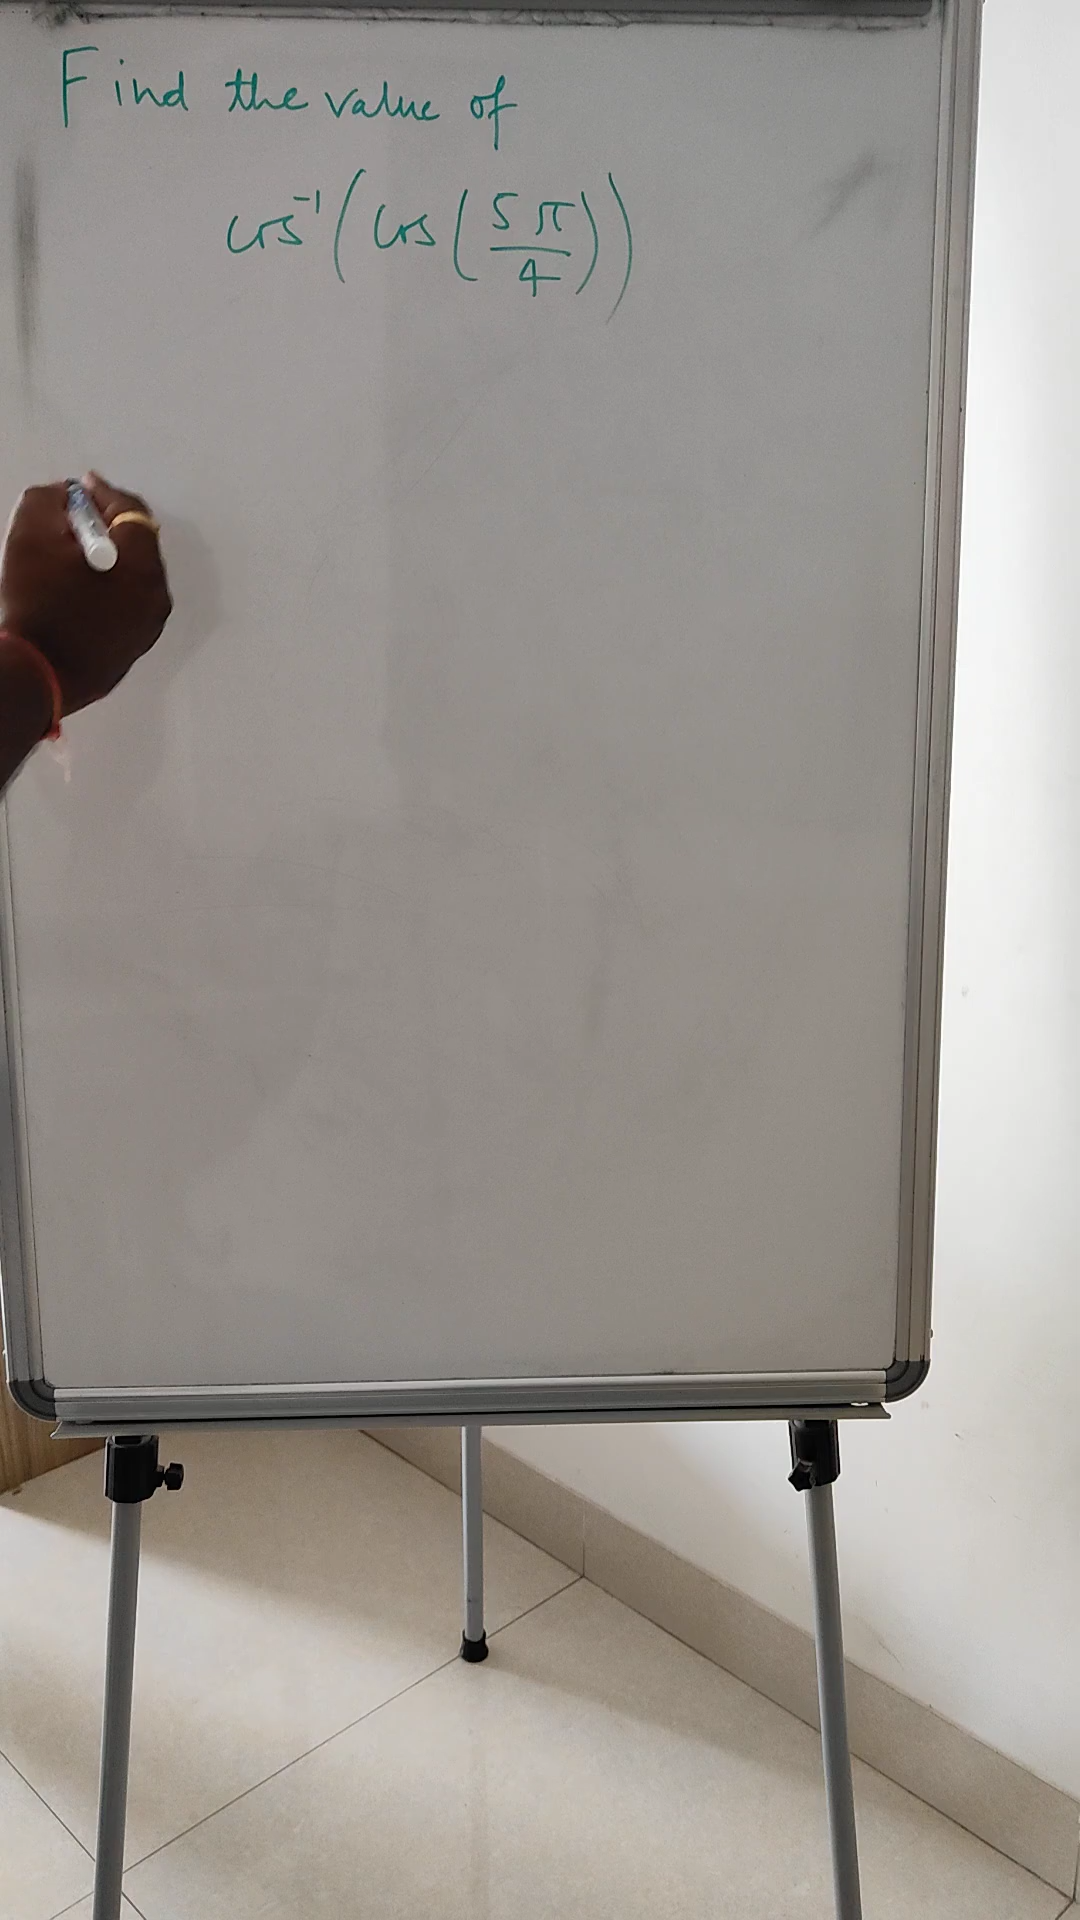 Find the value of
cos⁻¹(cos(5π/4))